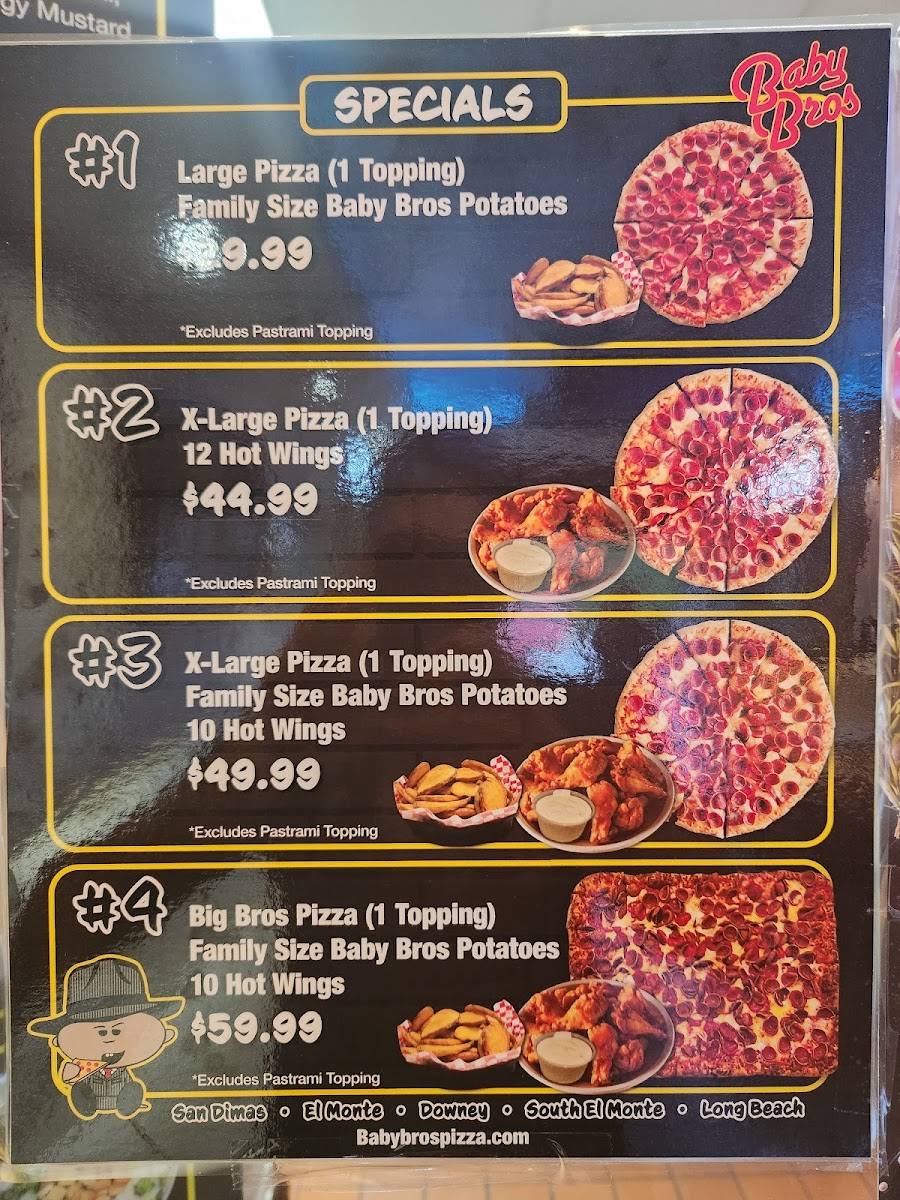 gy Mustard
Baby
Bros
SPECIALS
#1
Large Pizza (1 Topping)
Family Size Baby Bros Potatoes
9.99
*Excludes Pastrami Topping
#2
X-Large Pizza (1 Topping)
12 Hot Wings
$44.99
*Excludes Pastrami Topping
#3
X-Large Pizza (1 Topping)
Family Size Baby Bros Potatoes
10 Hot Wings
$49.99
*Excludes Pastrami Topping
#4
Big Bros Pizza (1 Topping)
Family Size Baby Bros Potatoes
10 Hot Wings
$59.99
*Excludes Pastrami Topping
San Dimas • El Monte • Downey • South El Monte • Long Beach
Babybrospizza.com